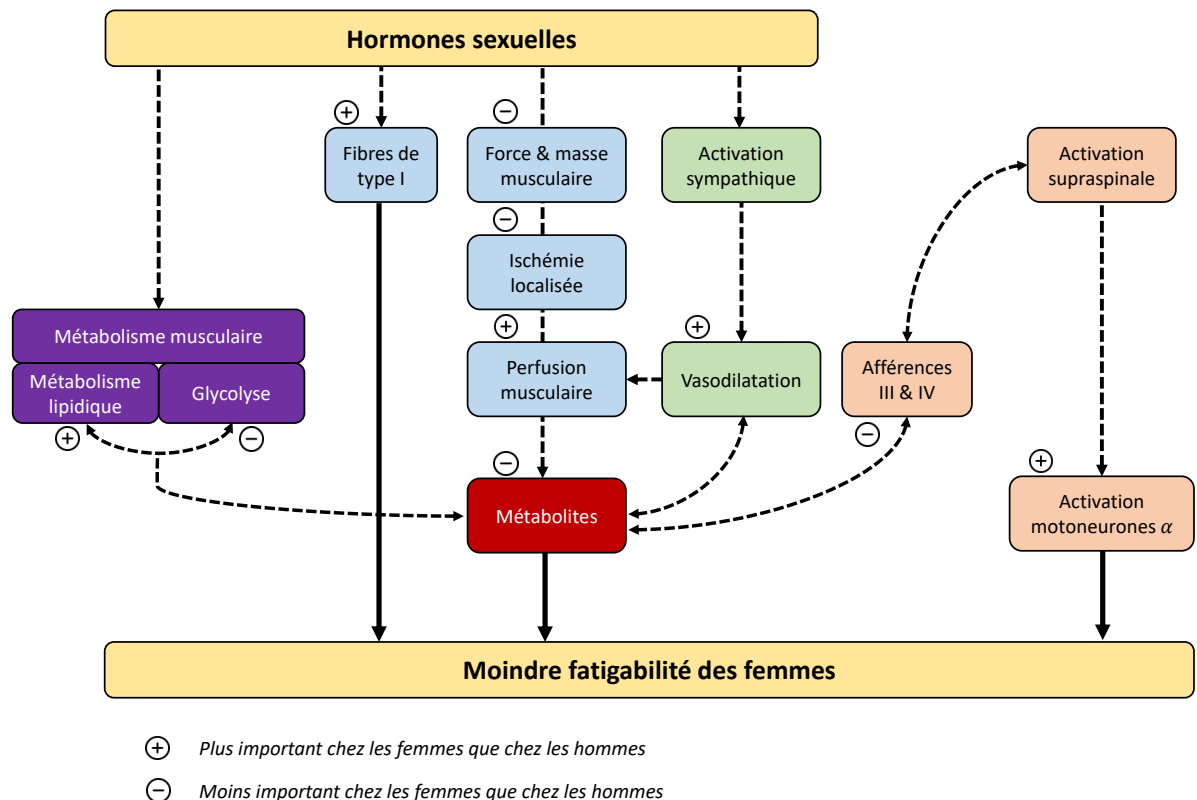 Hormones sexuelles
+
−
Fibres de
type I
Force & masse
musculaire
Activation
sympathique
Activation
supraspinale
−
Ischémie
localisée
Métabolisme musculaire
Métabolisme
lipidique
Glycolyse
+
−
+
Perfusion
musculaire
+
Vasodilatation
Afférences
III & IV
−
−
Métabolites
+
Activation
motoneurones α
Moindre fatigabilité des femmes
+ Plus important chez les femmes que chez les hommes
− Moins important chez les femmes que chez les hommes